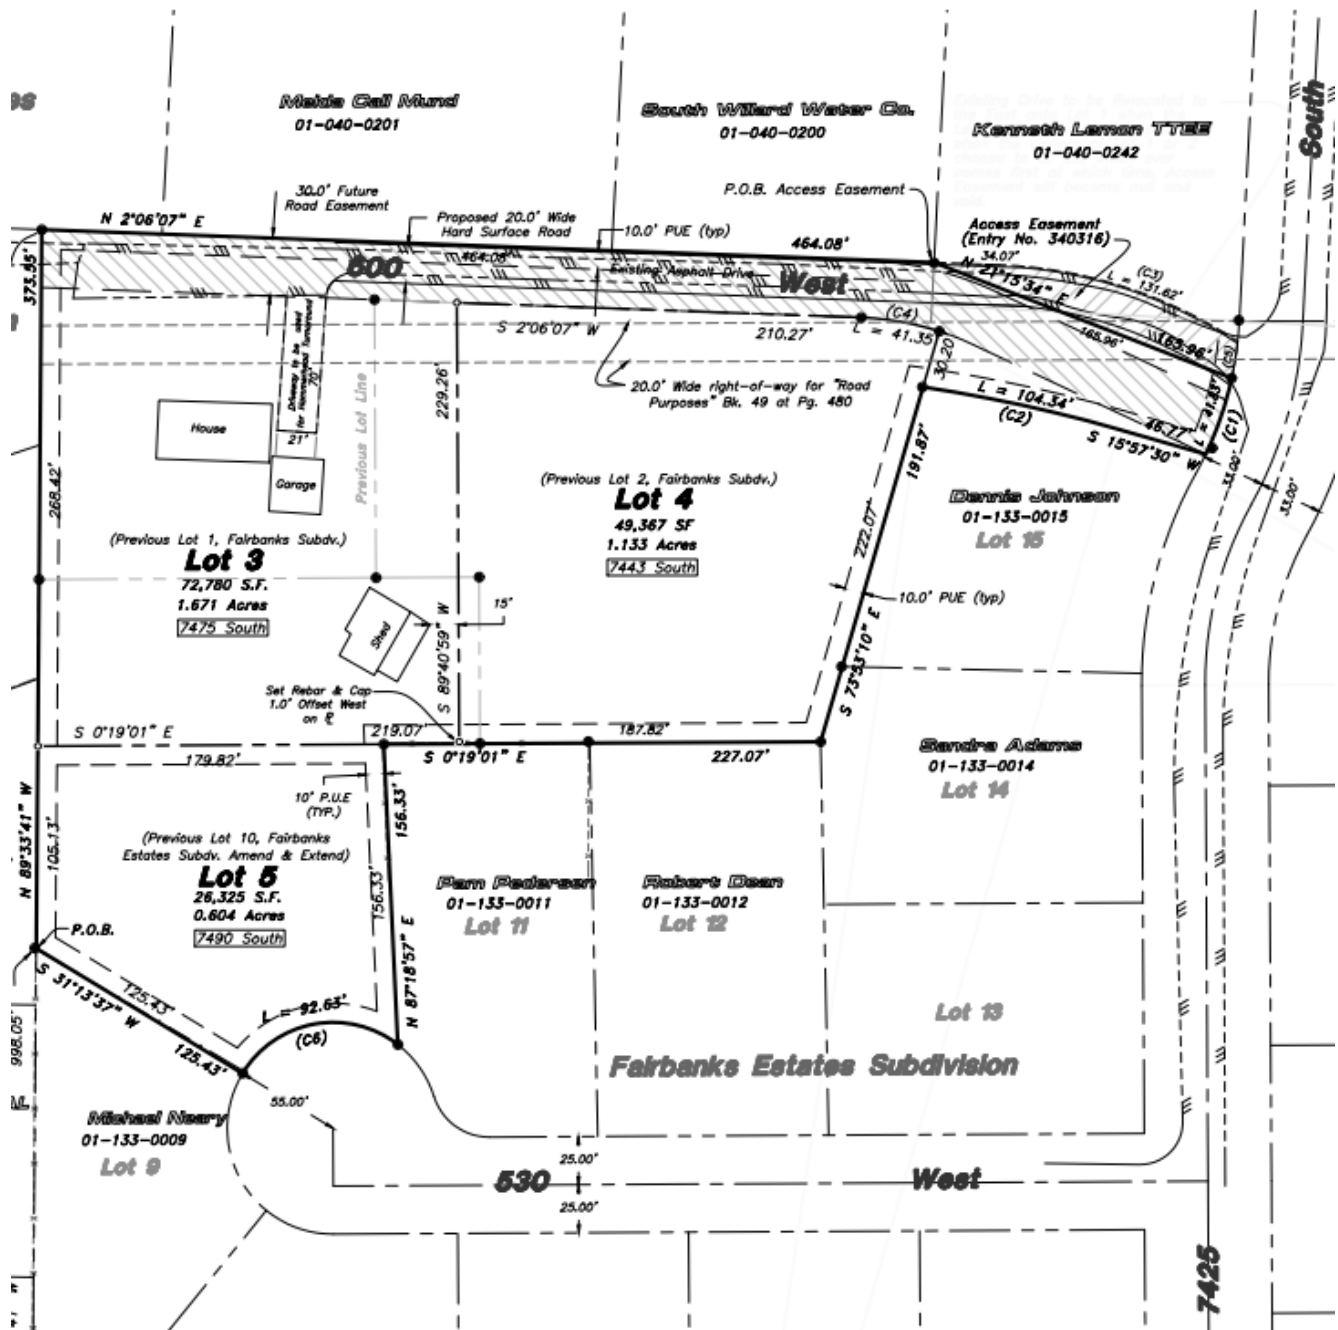 Melda Call Mund
01-040-0201
South Willard Water Co.
01-040-0200
Kenneth Lemon TTEE
01-040-0242
South
30.0' Future
Road Easement
N 2°06'07" E
Proposed 20.0' Wide
Hard Surface Road
10.0' PUE (typ)
P.O.B. Access Easement
464.08'
Access Easement
(Entry No. 340316)
34.07'
N 21°15'34" E
L = 131.62'
(C3)
373.55'
600
464.08'
Existing Asphalt Drive
West
S 2°06'07" W
210.27'
(C4)
L = 41.35'
165.96'
165.96'
(C5)
Driveway to be used
for Hammerhead Turnaround
70'
21'
Previous Lot Line
229.26'
30.20'
20.0' Wide right-of-way for "Road
Purposes" Bk. 49 at Pg. 480
L = 104.34'
(C2)
46.77'
S 15°57'30" W
L = 41.83'
(C1)
33.00'
33.00'
House
Garage
268.42'
191.87'
222.07'
(Previous Lot 2, Fairbanks Subdv.)
Lot 4
49,367 SF
1.133 Acres
7443 South
Dennis Johnson
01-133-0015
Lot 15
(Previous Lot 1, Fairbanks Subdv.)
Lot 3
72,780 S.F.
1.671 Acres
7475 South
Shed
15'
S 89°40'59" W
10.0' PUE (typ)
S 73°53'10" E
Set Rebar & Cap
1.0' Offset West
on ⅊
S 0°19'01" E
179.82'
219.07'
S 0°19'01" E
187.82'
227.07'
Sandra Adams
01-133-0014
Lot 14
10' P.U.E
(TYP.)
156.33'
156.33'
N 89°33'41" W
105.13'
(Previous Lot 10, Fairbanks
Estates Subdv. Amend & Extend)
Lot 5
26,325 S.F.
0.604 Acres
7490 South
Pam Pedersen
01-133-0011
Lot 11
Robert Dean
01-133-0012
Lot 12
P.O.B.
N 87°18'57" E
S 31°13'37" W
125.43'
125.43'
L = 92.63'
(C6)
998.05'
Lot 13
Fairbanks Estates Subdivision
55.00'
Michael Neary
01-133-0009
Lot 9
25.00'
25.00'
530
West
7425